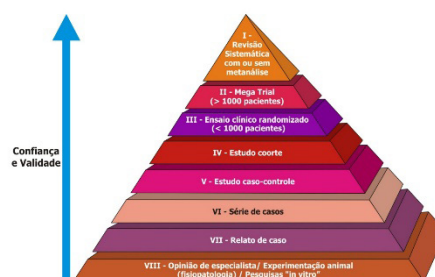 I -
Revisão
Sistemática
com ou sem
metanálise
II - Mega Trial
(> 1000 pacientes)
III - Ensaio clínico randomizado
(< 1000 pacientes)
Confiança
e Validade
IV - Estudo coorte
V - Estudo caso-controle
VI - Série de casos
VII - Relato de caso
VIII - Opinião de especialista/ Experimentação animal
(fisiopatologia) / Pesquisas "in vitro"